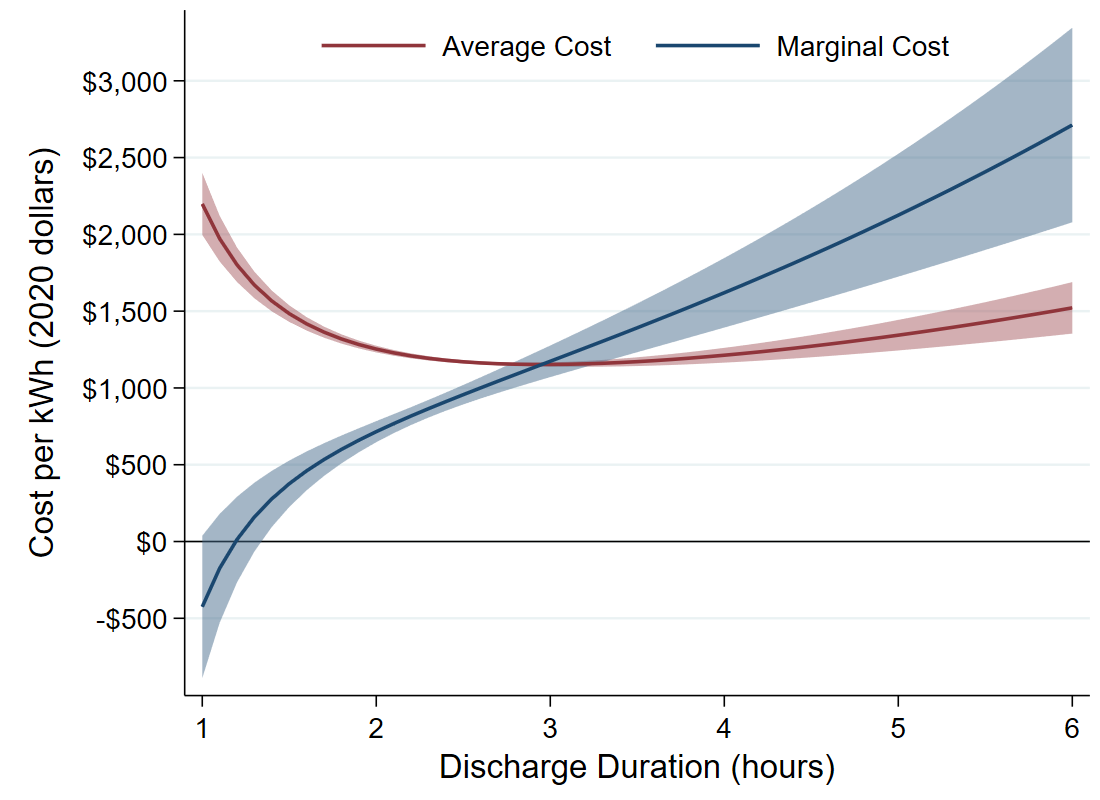 Average Cost
Marginal Cost
Cost per kWh (2020 dollars)
$3,000
$2,500
$2,000
$1,500
$1,000
$500
$0
-$500
1 2 3 4 5 6
Discharge Duration (hours)